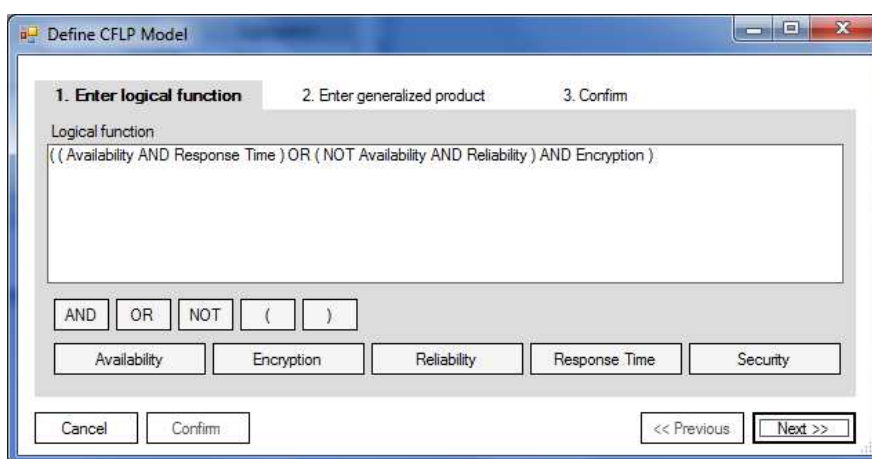 Define CFLP Model
1. Enter logical function 2. Enter generalized product 3. Confirm
Logical function
( ( Availability AND Response Time ) OR ( NOT Availability AND Reliability ) AND Encryption )
AND OR NOT ( )
Availability Encryption Reliability Response Time Security
Cancel Confirm << Previous Next >>